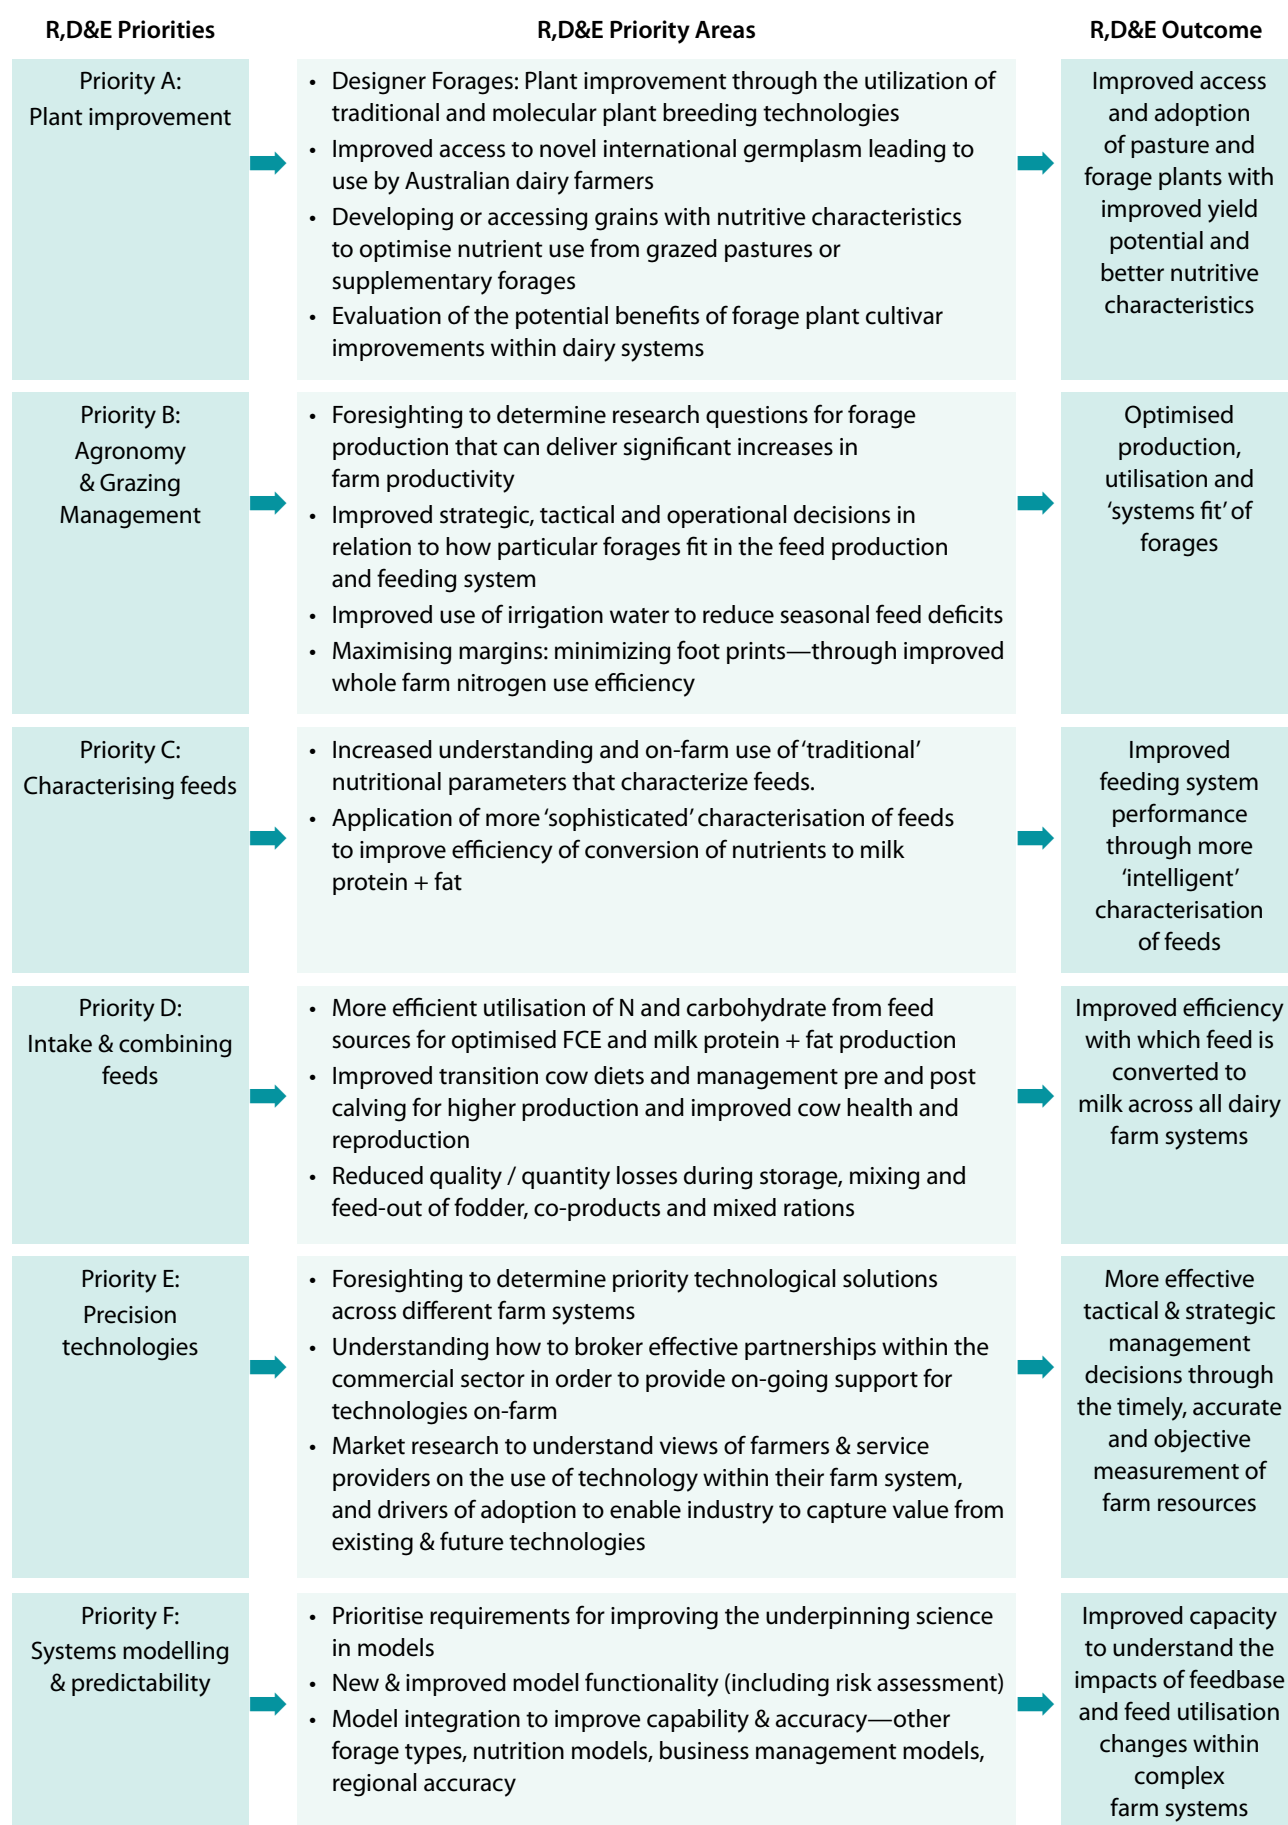 R,D&E Priorities
R,D&E Priority Areas
R,D&E Outcome
Priority A:
Plant improvement
• Designer Forages: Plant improvement through the utilization of
traditional and molecular plant breeding technologies
• Improved access to novel international germplasm leading to
use by Australian dairy farmers
• Developing or accessing grains with nutritive characteristics
to optimise nutrient use from grazed pastures or
supplementary forages
• Evaluation of the potential benefits of forage plant cultivar
improvements within dairy systems
Improved access
and adoption
of pasture and
forage plants with
improved yield
potential and
better nutritive
characteristics
Priority B:
Agronomy
& Grazing
Management
• Foresighting to determine research questions for forage
production that can deliver significant increases in
farm productivity
• Improved strategic, tactical and operational decisions in
relation to how particular forages fit in the feed production
and feeding system
• Improved use of irrigation water to reduce seasonal feed deficits
• Maximising margins: minimizing foot prints—through improved
whole farm nitrogen use efficiency
Optimised
production,
utilisation and
‘systems fit’ of
forages
Priority C:
Characterising feeds
• Increased understanding and on-farm use of ‘traditional’
nutritional parameters that characterize feeds.
• Application of more ‘sophisticated’ characterisation of feeds
to improve efficiency of conversion of nutrients to milk
protein + fat
Improved
feeding system
performance
through more
‘intelligent’
characterisation
of feeds
Priority D:
Intake & combining
feeds
• More efficient utilisation of N and carbohydrate from feed
sources for optimised FCE and milk protein + fat production
• Improved transition cow diets and management pre and post
calving for higher production and improved cow health and
reproduction
• Reduced quality / quantity losses during storage, mixing and
feed-out of fodder, co-products and mixed rations
Improved efficiency
with which feed is
converted to
milk across all dairy
farm systems
Priority E:
Precision
technologies
• Foresighting to determine priority technological solutions
across different farm systems
• Understanding how to broker effective partnerships within the
commercial sector in order to provide on-going support for
technologies on-farm
• Market research to understand views of farmers & service
providers on the use of technology within their farm system,
and drivers of adoption to enable industry to capture value from
existing & future technologies
More effective
tactical & strategic
management
decisions through
the timely, accurate
and objective
measurement of
farm resources
Priority F:
Systems modelling
& predictability
• Prioritise requirements for improving the underpinning science
in models
• New & improved model functionality (including risk assessment)
• Model integration to improve capability & accuracy—other
forage types, nutrition models, business management models,
regional accuracy
Improved capacity
to understand the
impacts of feedbase
and feed utilisation
changes within
complex
farm systems